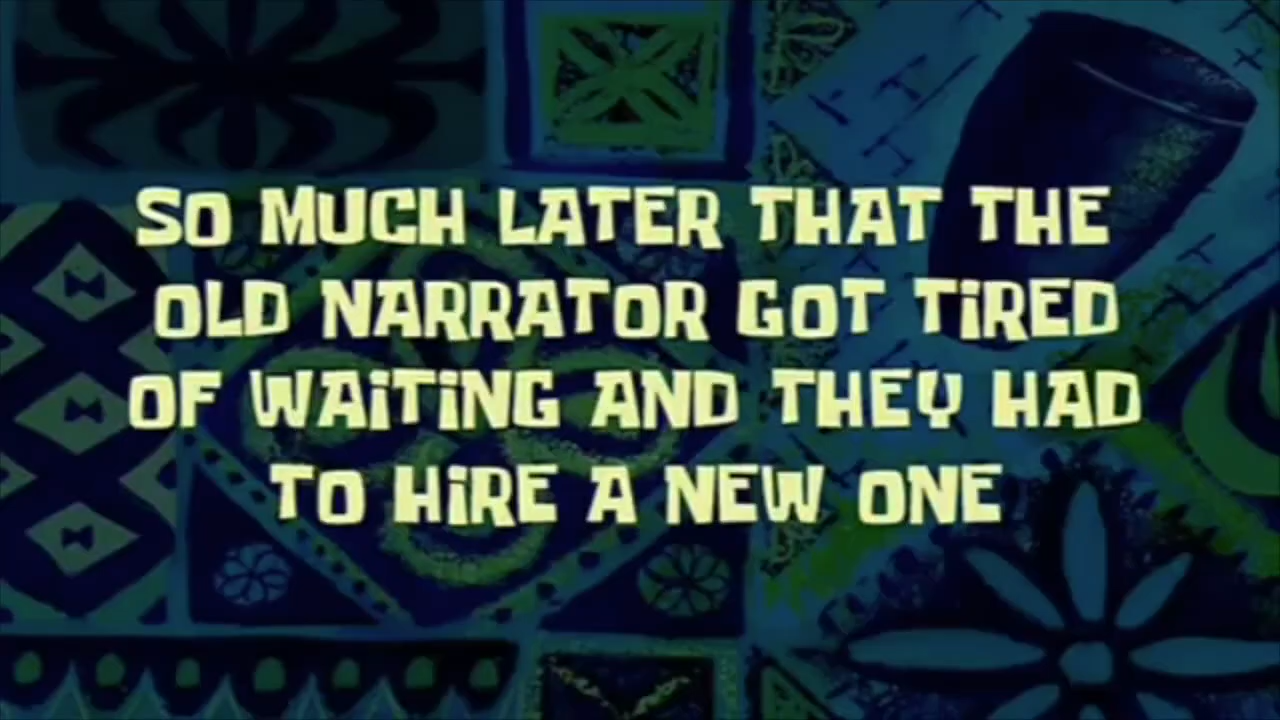 SO MUCH LATER THAT THE
OLD NARRATOR GOT TiRED
OF WAiTiNG AND THEY HAD
TO HiRE A NEW ONE